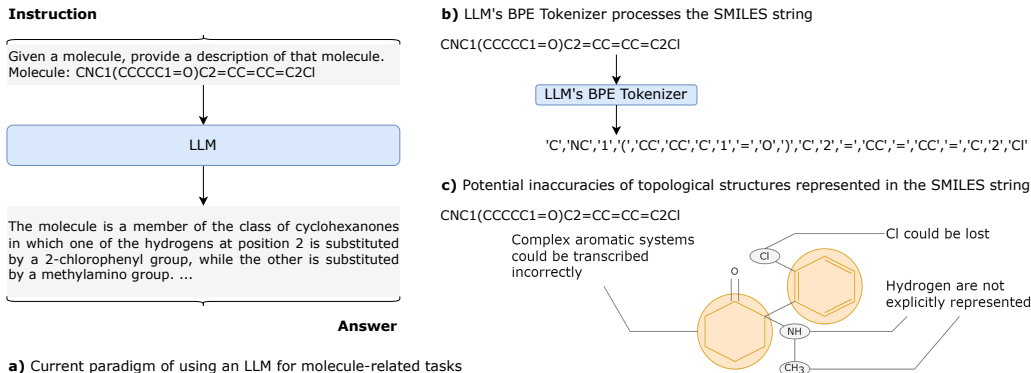 Instruction
Given a molecule, provide a description of that molecule.
Molecule: CNC1(CCCCC1=O)C2=CC=CC=C2Cl
LLM
The molecule is a member of the class of cyclohexanones
in which one of the hydrogens at position 2 is substituted
by a 2-chlorophenyl group, while the other is substituted
by a methylamino group. ...
Answer
a) Current paradigm of using an LLM for molecule-related tasks
b) LLM's BPE Tokenizer processes the SMILES string
CNC1(CCCCC1=O)C2=CC=CC=C2Cl
LLM's BPE Tokenizer
'C','NC','1','(','CC','CC','C','1','=','O',')','C','2','=','CC','=','CC','=','C','2','Cl'
c) Potential inaccuracies of topological structures represented in the SMILES string
CNC1(CCCCC1=O)C2=CC=CC=C2Cl
Complex aromatic systems
could be transcribed
incorrectly
Cl could be lost
Cl
O
Hydrogen are not
explicitly represented
NH
CH3